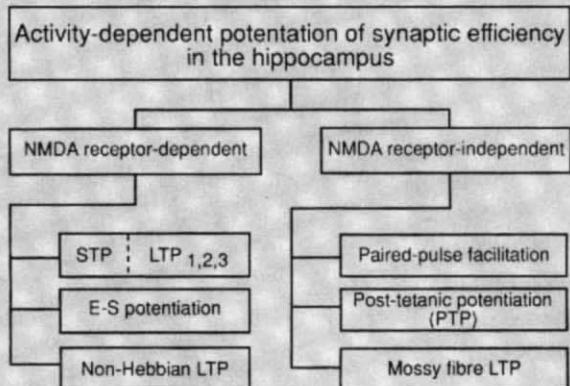 Activity-dependent potentation of synaptic efficiency
in the hippocampus
NMDA receptor-dependent
NMDA receptor-independent
STP LTP 1,2,3
E-S potentiation
Non-Hebbian LTP
Paired-pulse facilitation
Post-tetanic potentiation
(PTP)
Mossy fibre LTP